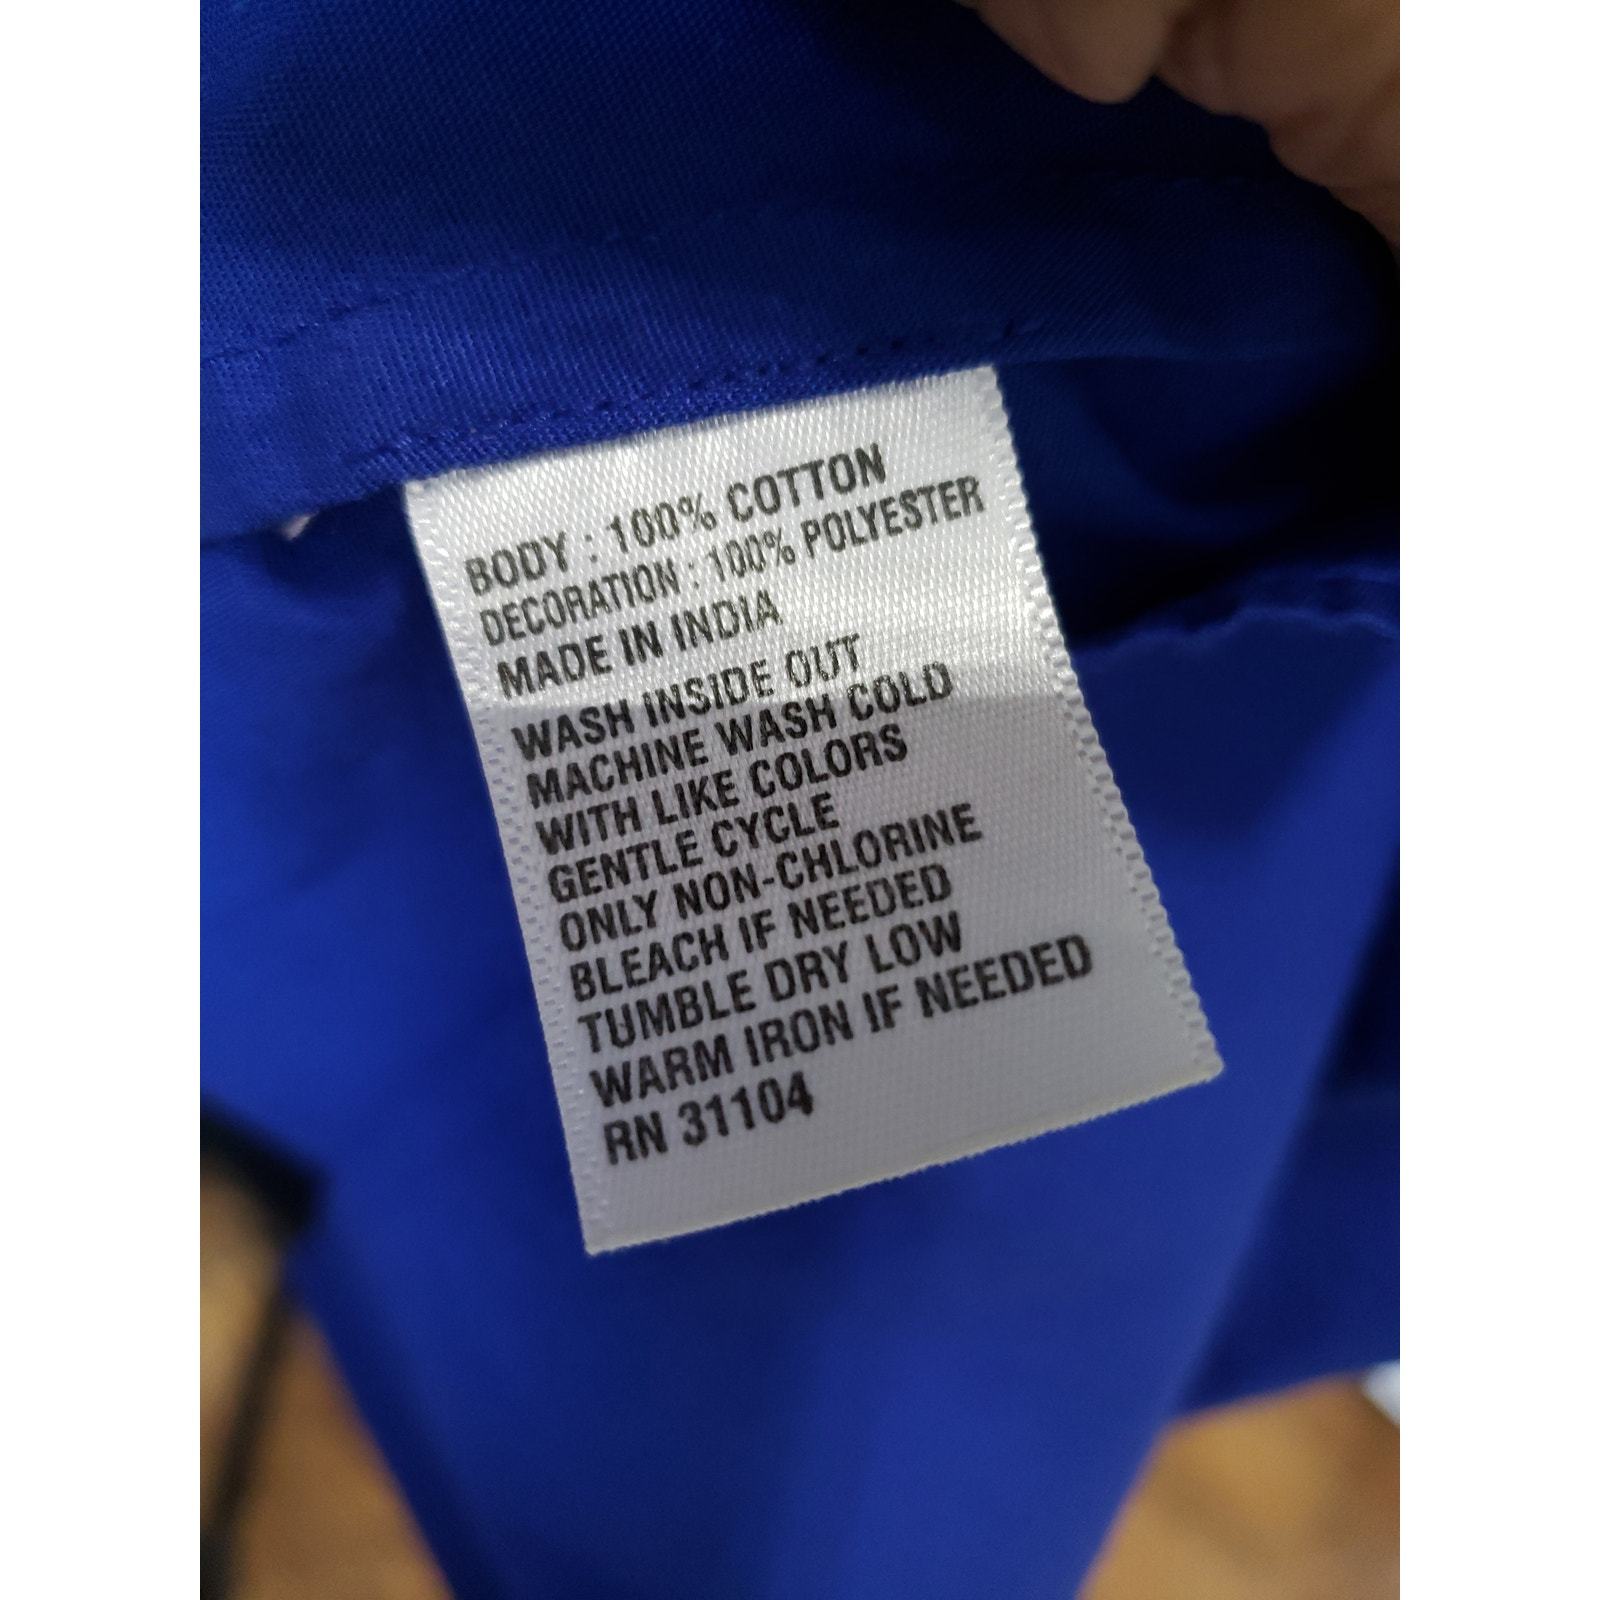 BODY : 100% COTTON
DECORATION : 100% POLYESTER
MADE IN INDIA
WASH INSIDE OUT
MACHINE WASH COLD
WITH LIKE COLORS
GENTLE CYCLE
ONLY NON-CHLORINE
BLEACH IF NEEDED
TUMBLE DRY LOW
WARM IRON IF NEEDED
RN 31104